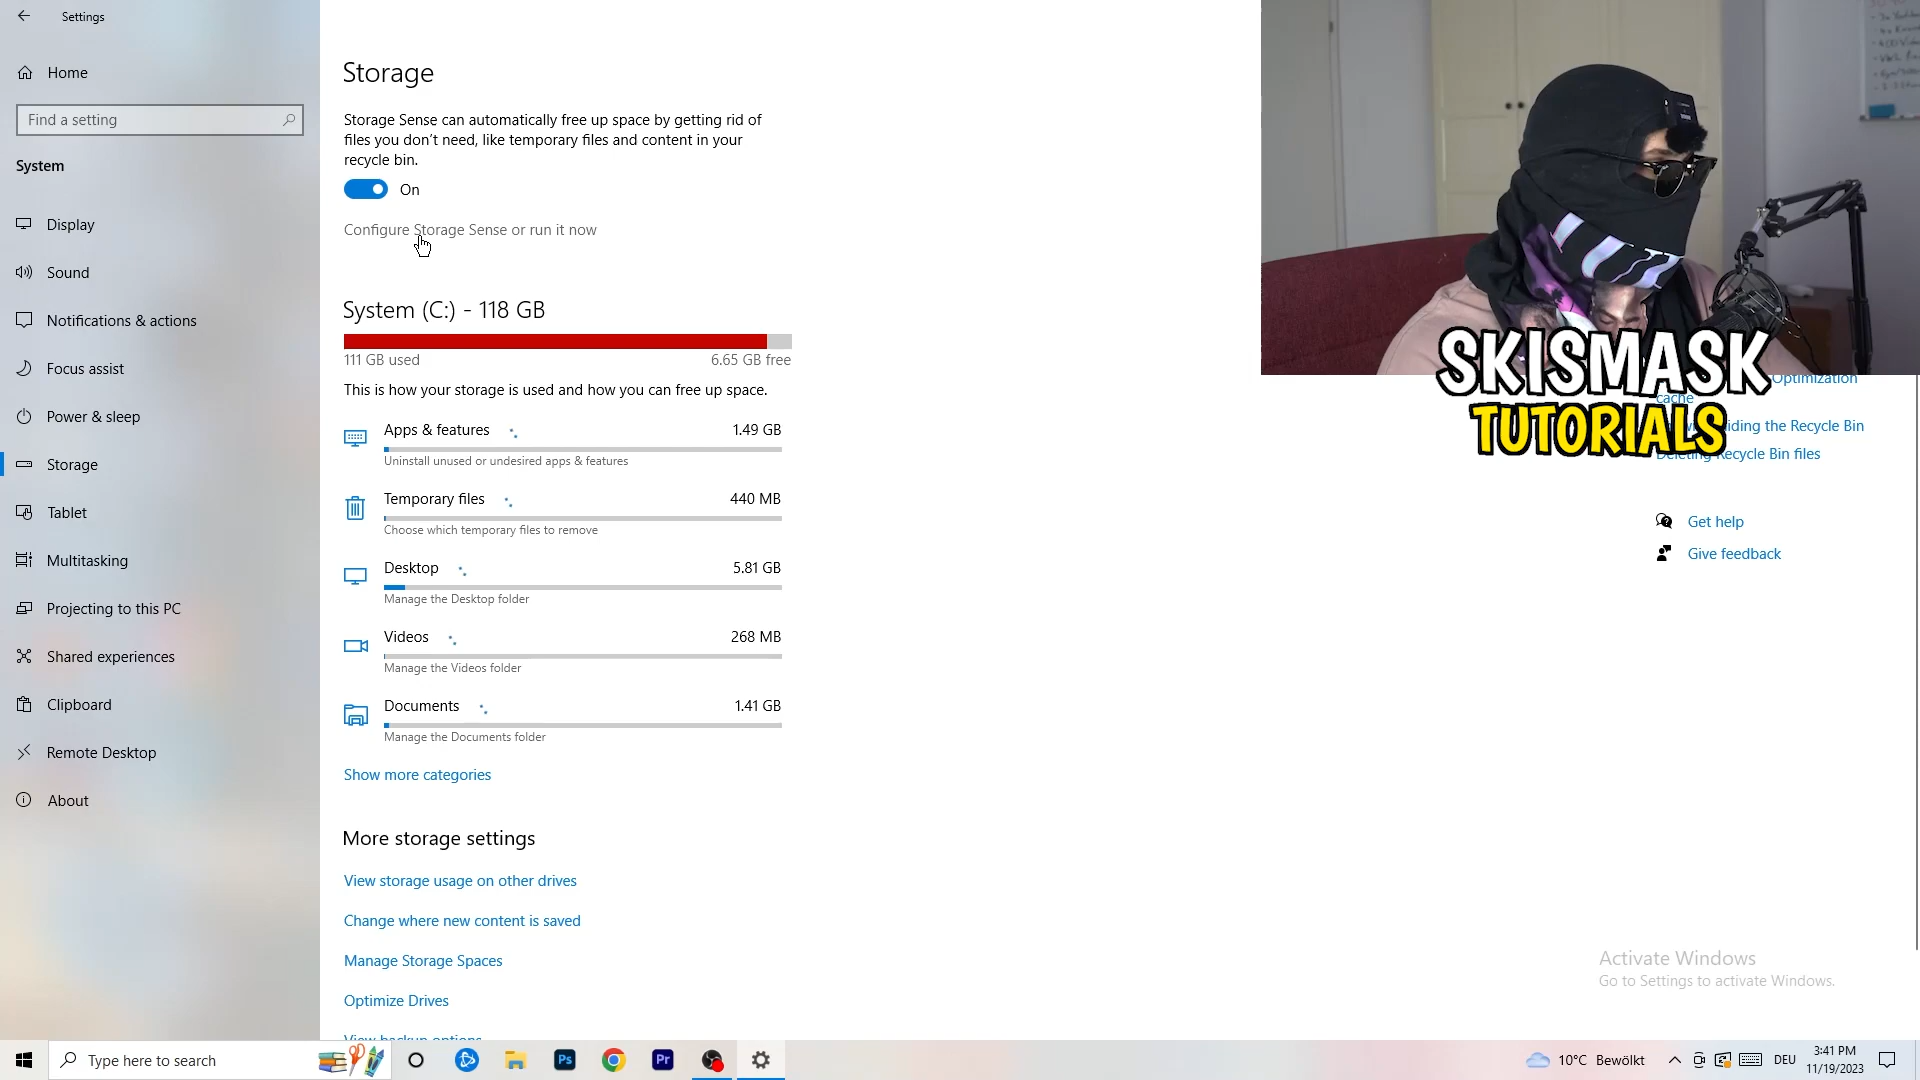 Settings
Home
Find a setting
System
Display
Sound
Notifications & actions
Focus assist
Power & sleep
Storage
Tablet
Multitasking
Projecting to this PC
Shared experiences
Clipboard
Remote Desktop
About
Storage
Storage Sense can automatically free up space by getting rid of
files you don't need, like temporary files and content in your
recycle bin.
On
Configure Storage Sense or run it now
System (C:) - 118 GB
111 GB used
6.65 GB free
This is how your storage is used and how you can free up space.
Apps & features
1.49 GB
Uninstall unused or undesired apps & features
Temporary files
440 MB
Choose which temporary files to remove
Desktop
5.81 GB
Manage the Desktop folder
Videos
268 MB
Manage the Videos folder
Documents
1.41 GB
Manage the Documents folder
Show more categories
More storage settings
View storage usage on other drives
Change where new content is saved
Manage Storage Spaces
Optimize Drives
View backup options
SKISMASK
TUTORIALS
Optimization
cache
the Recycle Bin
Deleting Recycle Bin files
Get help
Give feedback
Activate Windows
Go to Settings to activate Windows.
Type here to search
Ps
Pr
10°C Bewölkt
DEU
3:41 PM
11/19/2023